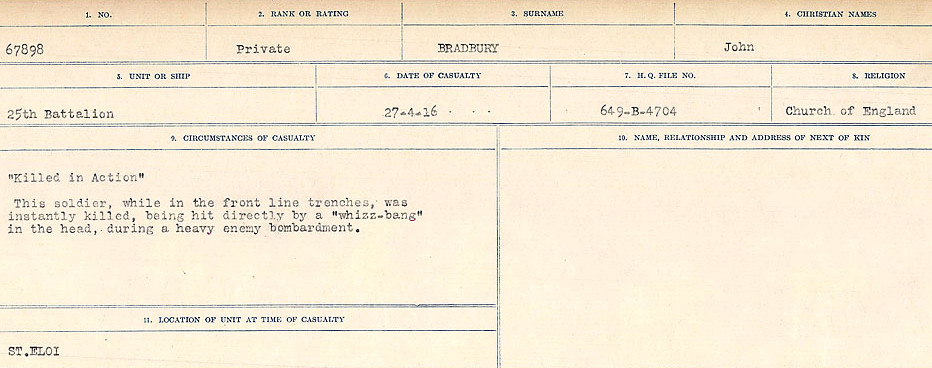 1. NO. 2. RANK OR RATING 3. SURNAME 4. CHRISTIAN NAMES
67898 Private BRADBURY John
5. UNIT OR SHIP 6. DATE OF CASUALTY 7. H. Q. FILE NO. 8. RELIGION
25th Battalion 27-4-16 649-B-4704 Church of England
9. CIRCUMSTANCES OF CASUALTY 10. NAME, RELATIONSHIP AND ADDRESS OF NEXT OF KIN
"Killed in Action"
This soldier, while in the front line trenches, was
instantly killed, being hit directly by a "whizz-bang"
in the head, during a heavy enemy bombardment.
11. LOCATION OF UNIT AT TIME OF CASUALTY
ST.ELOI